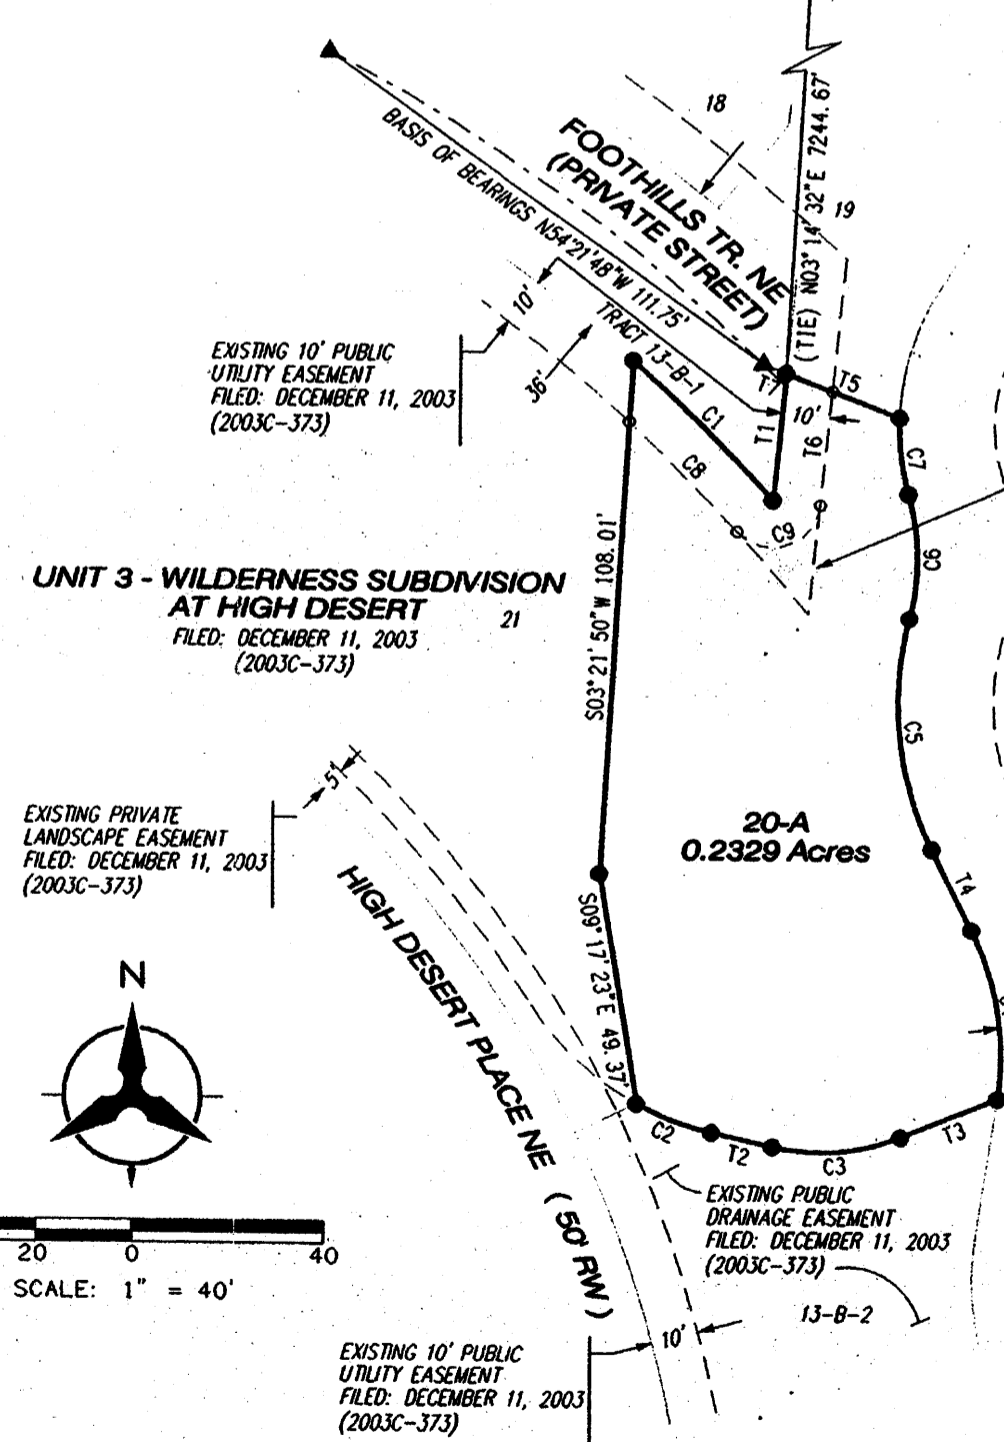 18
19
FOOTHILLS TR. NE
(PRIVATE STREET)
(TIE) N03°14'32"E 7244.67'
BASIS OF BEARINGS N54°21'48"W 111.75'
TRACT 13-B-1
10'
36'
EXISTING 10' PUBLIC
UTILITY EASEMENT
FILED: DECEMBER 11, 2003
(2003C-373)
T7
T5
10'
T1
T6
C1
C7
C8
C9
C6
UNIT 3 - WILDERNESS SUBDIVISION
AT HIGH DESERT
21
FILED: DECEMBER 11, 2003
(2003C-373)
S03°21'50"W 108.01'
C5
5'
EXISTING PRIVATE
LANDSCAPE EASEMENT
FILED: DECEMBER 11, 2003
(2003C-373)
20-A
0.2329 Acres
T4
HIGH DESERT PLACE NE (50' RW)
S09°17'23"E 49.37'
N
C2
T2
C3
T3
EXISTING PUBLIC
DRAINAGE EASEMENT
FILED: DECEMBER 11, 2003
(2003C-373)
13-B-2
20 0 40
SCALE: 1" = 40'
10'
EXISTING 10' PUBLIC
UTILITY EASEMENT
FILED: DECEMBER 11, 2003
(2003C-373)